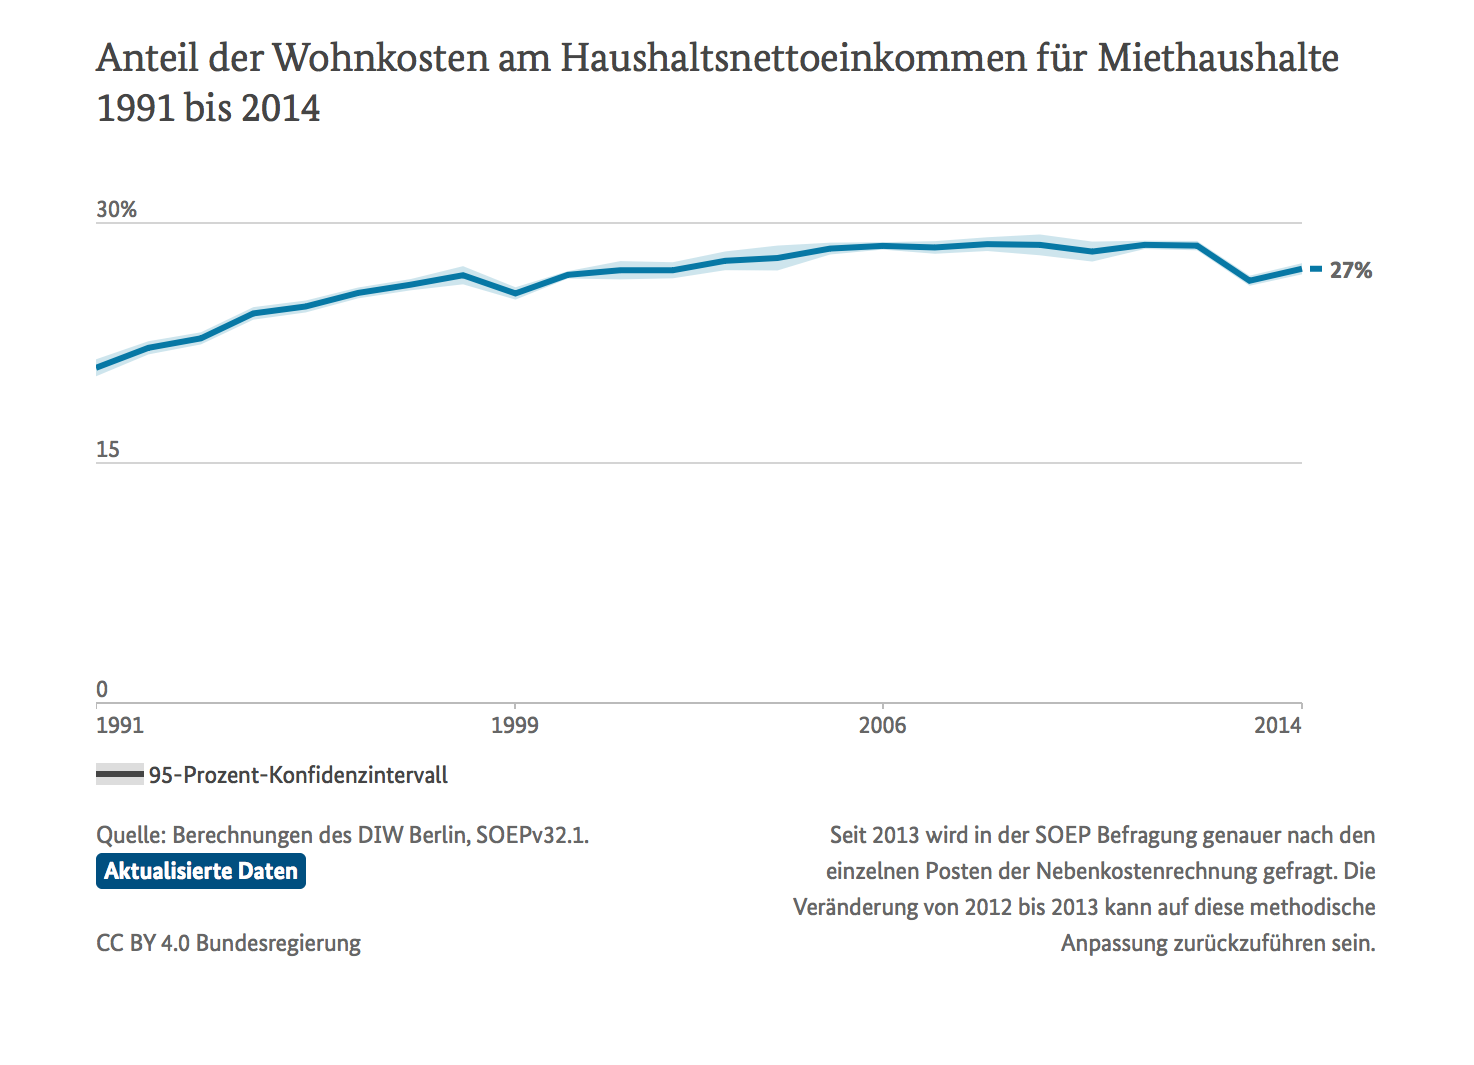 Anteil der Wohnkosten am Haushaltsnettoeinkommen für Miethaushalte
1991 bis 2014
30%
27%
15
0
1991
1999
2006
2014
95-Prozent-Konfidenzintervall
Quelle: Berechnungen des DIW Berlin, SOEPv32.1.
Aktualisierte Daten
CC BY 4.0 Bundesregierung
Seit 2013 wird in der SOEP Befragung genauer nach den
einzelnen Posten der Nebenkostenrechnung gefragt. Die
Veränderung von 2012 bis 2013 kann auf diese methodische
Anpassung zurückzuführen sein.